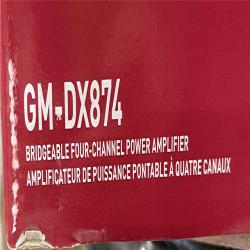 GM-DX874
BRIDGEABLE FOUR-CHANNEL POWER AMPLIFIER
AMPLIFICATEUR DE PUISSANCE PONTABLE À QUATRE CANAUX